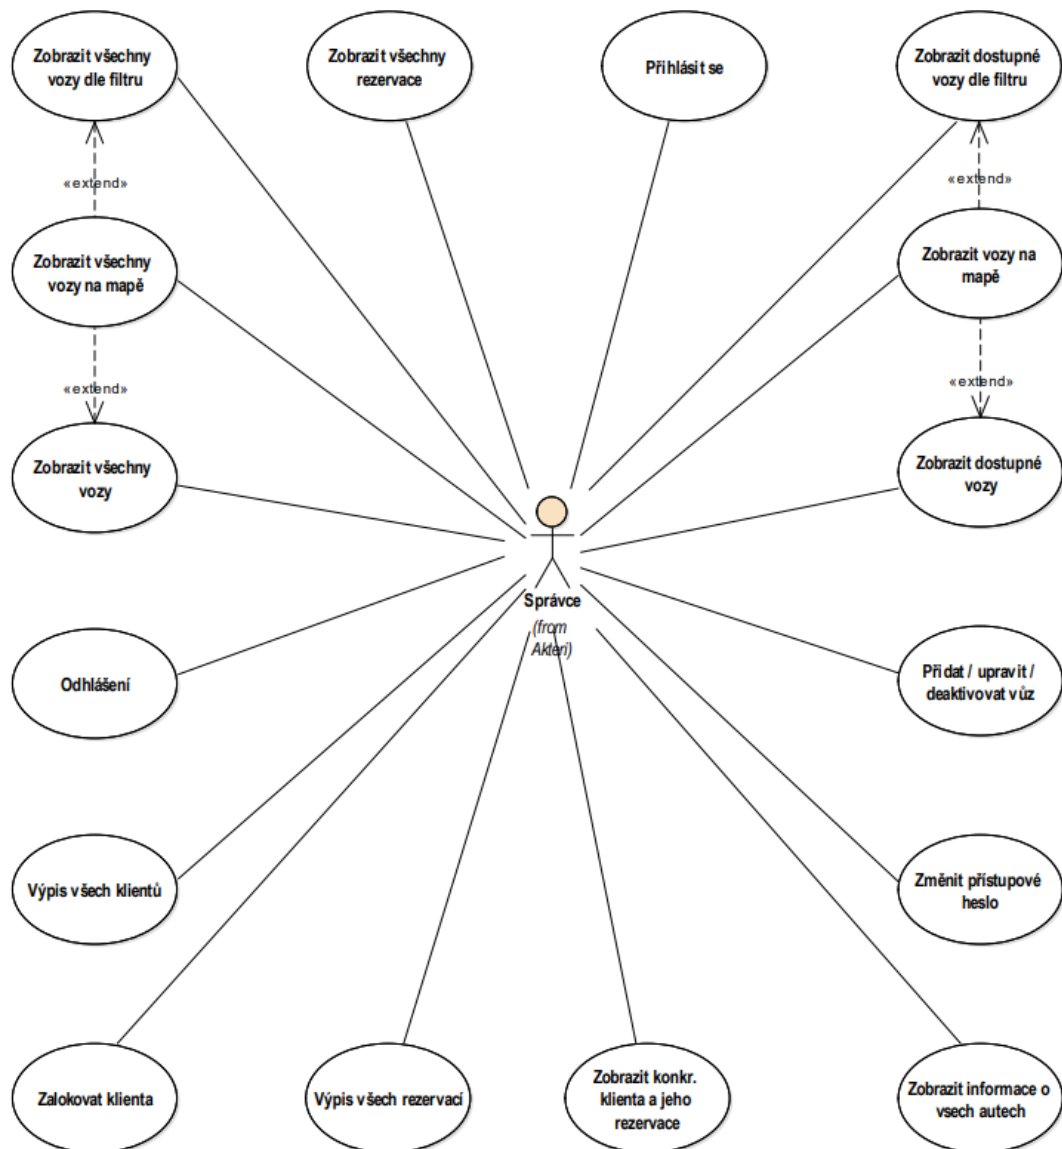 Zobrazit všechny
vozy dle filtru
Zobrazit všechny
rezervace
Přihlásit se
Zobrazit dostupné
vozy dle filtru
«extend»
«extend»
Zobrazit všechny
vozy na mapě
Zobrazit vozy na
mapě
«extend»
«extend»
Zobrazit všechny
vozy
Zobrazit dostupné
vozy
Správce
(from
Akteři)
Odhlášení
Přidat / upravit /
deaktivovat vůz
Výpis všech klientů
Změnit přístupové
heslo
Zalokovat klienta
Výpis všech rezervací
Zobrazit konkr.
klienta a jeho
rezervace
Zobrazit informace o
vsech autech